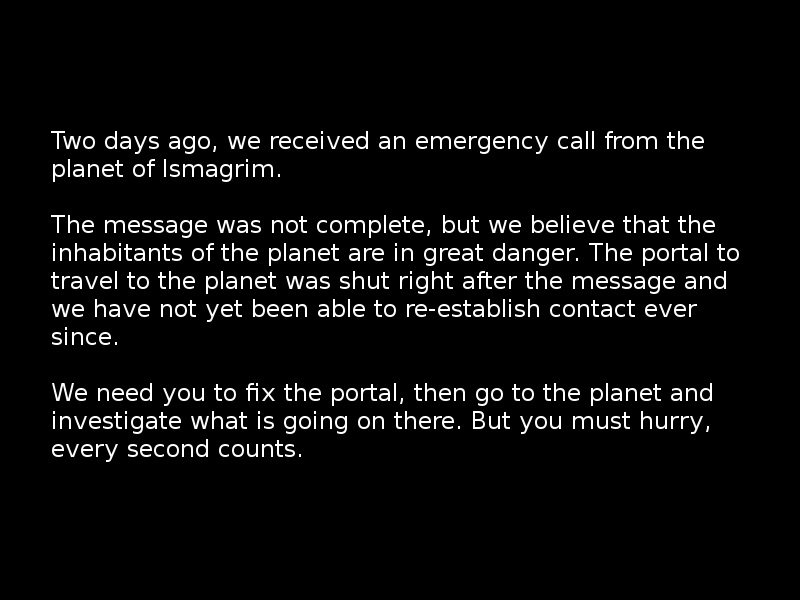 Two days ago, we received an emergency call from the
planet of Ismagrim.
The message was not complete, but we believe that the
inhabitants of the planet are in great danger. The portal to
travel to the planet was shut right after the message and
we have not yet been able to re-establish contact ever
since.
We need you to fix the portal, then go to the planet and
investigate what is going on there. But you must hurry,
every second counts.